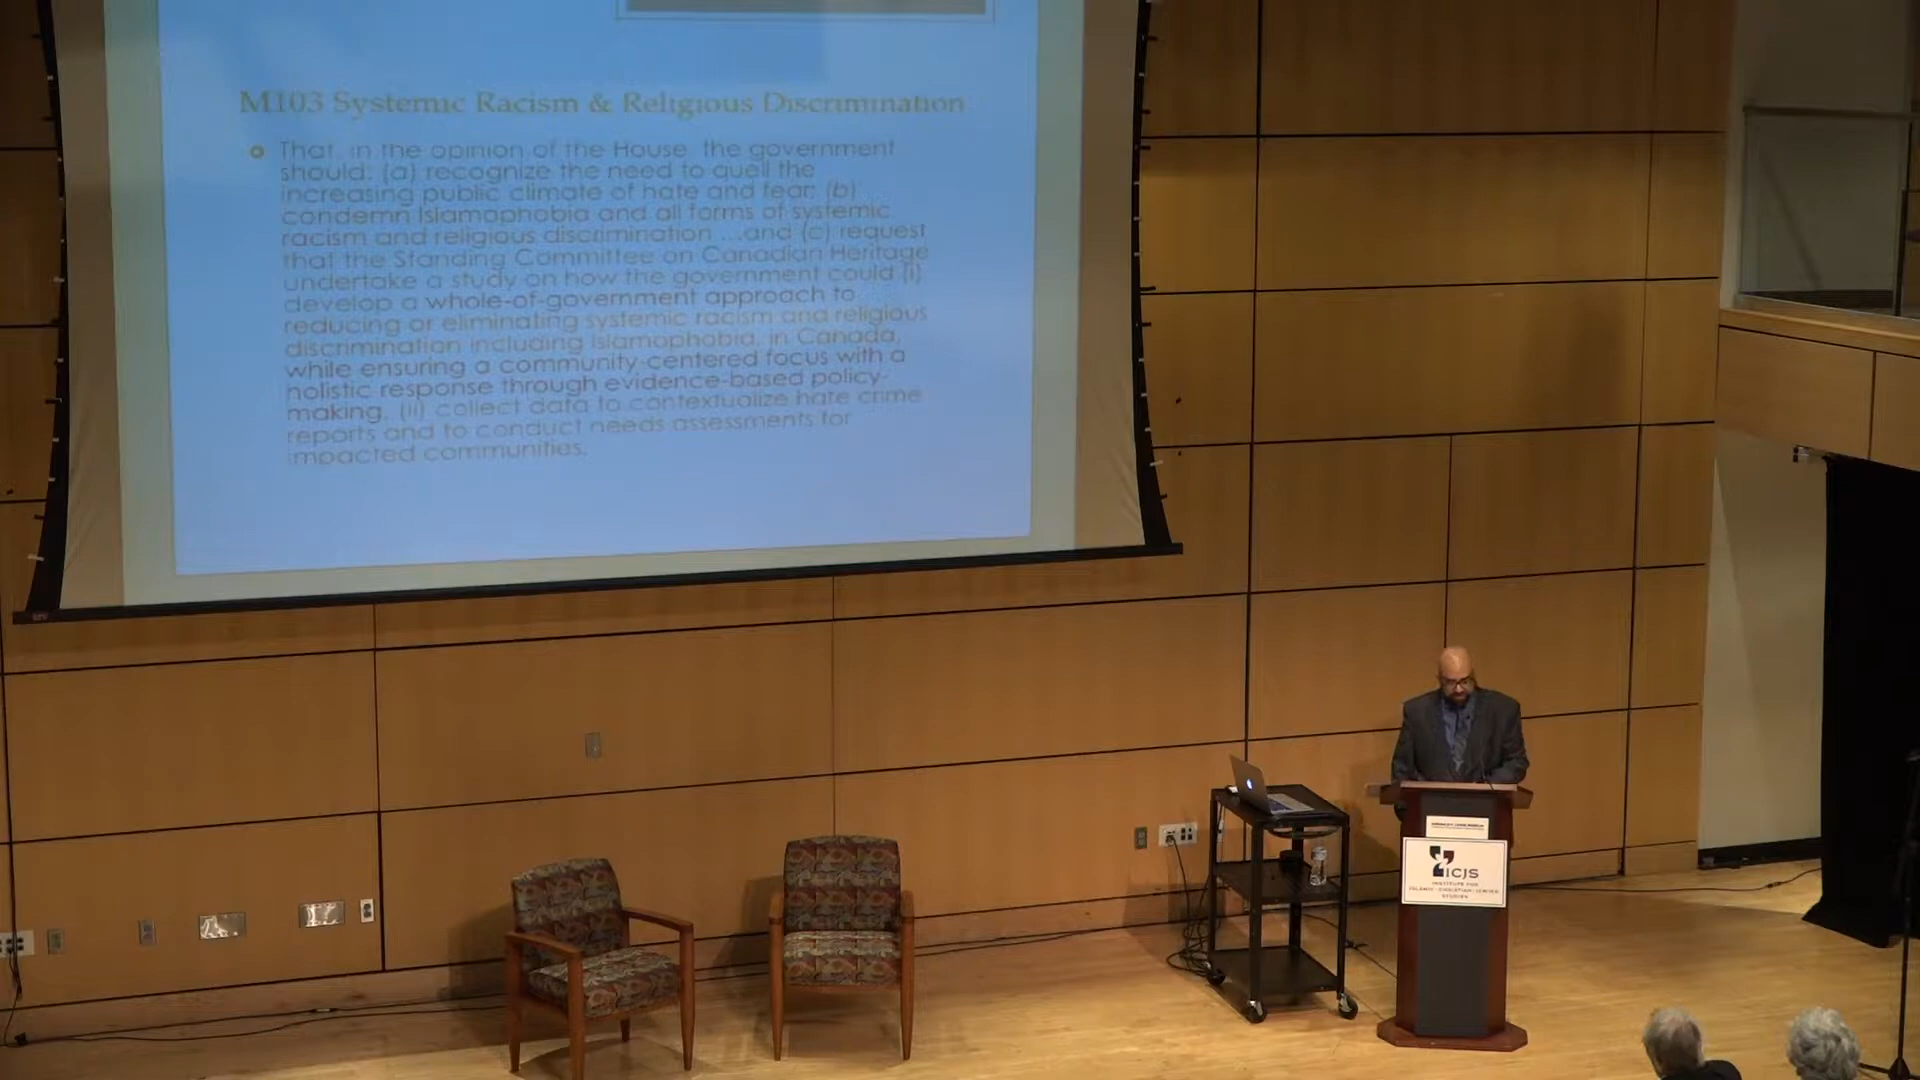 M103 Systemic Racism & Religious Discrimination
That, in the opinion of the House, the government
should: (a) recognize the need to quell the
increasing public climate of hate and fear; (b)
condemn Islamophobia and all forms of systemic
racism and religious discrimination ...and (c) request
that the Standing Committee on Canadian Heritage
undertake a study on how the government could (i)
develop a whole-of-government approach to
reducing or eliminating systemic racism and religious
discrimination including Islamophobia, in Canada,
while ensuring a community-centered focus with a
holistic response through evidence-based policy-
making, (ii) collect data to contextualize hate crime
reports and to conduct needs assessments for
impacted communities.
ICJS
INSTITUTE FOR
ISLAMIC · CHRISTIAN · JEWISH
STUDIES